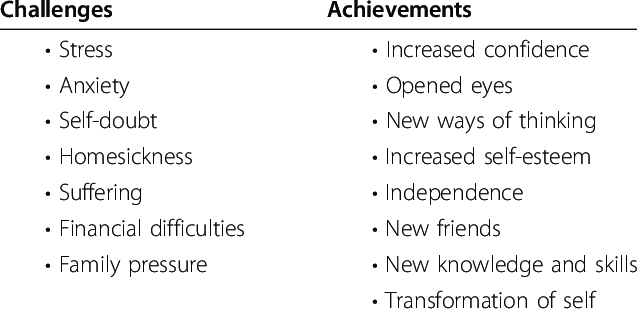 Challenges Achievements
• Stress • Increased confidence
• Anxiety • Opened eyes
• Self-doubt • New ways of thinking
• Homesickness • Increased self-esteem
• Suffering • Independence
• Financial difficulties • New friends
• Family pressure • New knowledge and skills
• Transformation of self